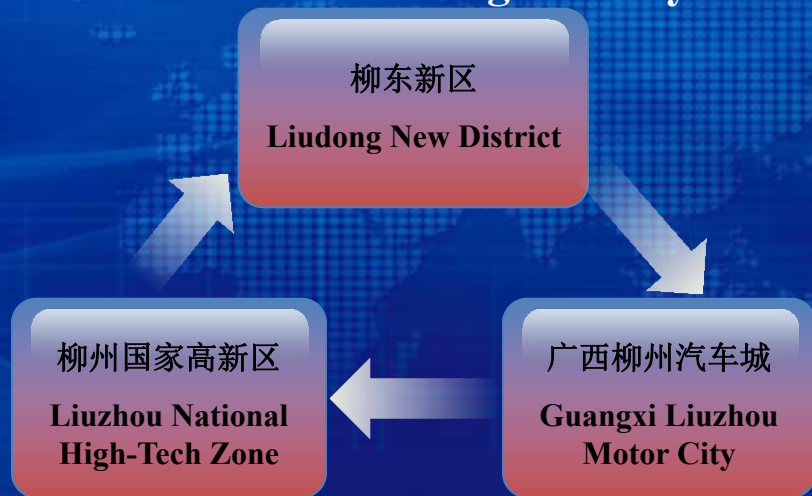 柳东新区
Liudong New District
柳州国家高新区
Liuzhou National
High-Tech Zone
广西柳州汽车城
Guangxi Liuzhou
Motor City